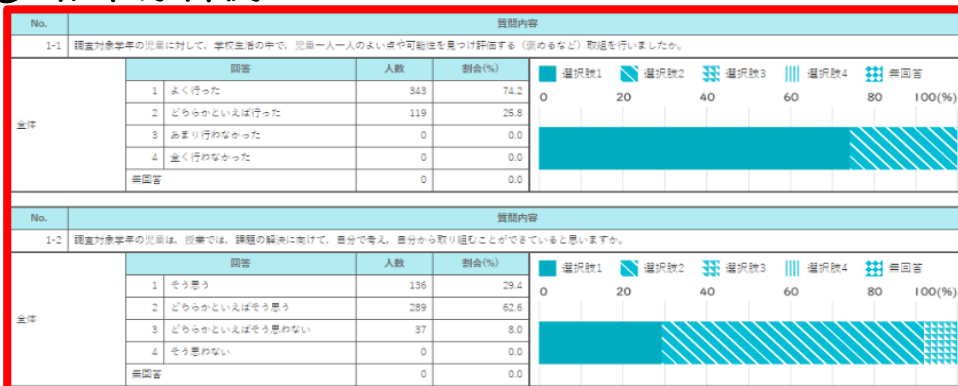 No. 質問内容
1-1 調査対象学年の児童に対して、学校生活の中で、児童一人一人のよい点や可能性を見つけ評価する（褒めるなど）取組を行いましたか。
回答 人数 割合(%)
選択肢1 選択肢2 選択肢3 選択肢4 無回答
0 20 40 60 80 100(%)
全体
1 よく行った 343 74.2
2 どちらかといえば行った 119 25.8
3 あまり行わなかった 0 0.0
4 全く行わなかった 0 0.0
無回答 0 0.0
No. 質問内容
1-2 調査対象学年の児童は、授業では、課題の解決に向けて、自分で考え、自分から取り組むことができていると思いますか。
回答 人数 割合(%)
選択肢1 選択肢2 選択肢3 選択肢4 無回答
0 20 40 60 80 100(%)
全体
1 そう思う 136 29.4
2 どちらかといえばそう思う 289 62.6
3 どちらかといえばそう思わない 37 8.0
4 そう思わない 0 0.0
無回答 0 0.0